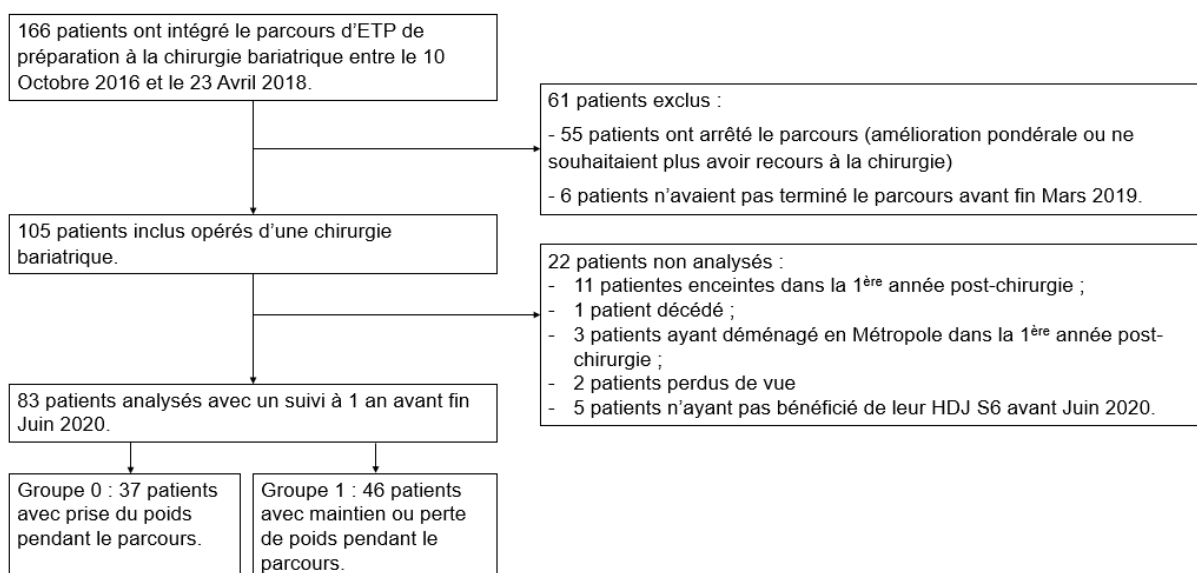 166 patients ont intégré le parcours d’ETP de
préparation à la chirurgie bariatrique entre le 10
Octobre 2016 et le 23 Avril 2018.
61 patients exclus :
- 55 patients ont arrêté le parcours (amélioration pondérale ou ne
souhaitaient plus avoir recours à la chirurgie)
- 6 patients n’avaient pas terminé le parcours avant fin Mars 2019.
105 patients inclus opérés d’une chirurgie
bariatrique.
22 patients non analysés :
- 11 patientes enceintes dans la 1ère année post-chirurgie ;
- 1 patient décédé ;
- 3 patients ayant déménagé en Métropole dans la 1ère année post-
chirurgie ;
- 2 patients perdus de vue
- 5 patients n’ayant pas bénéficié de leur HDJ S6 avant Juin 2020.
83 patients analysés avec un suivi à 1 an avant fin
Juin 2020.
Groupe 0 : 37 patients
avec prise du poids
pendant le parcours.
Groupe 1 : 46 patients
avec maintien ou perte
de poids pendant le
parcours.